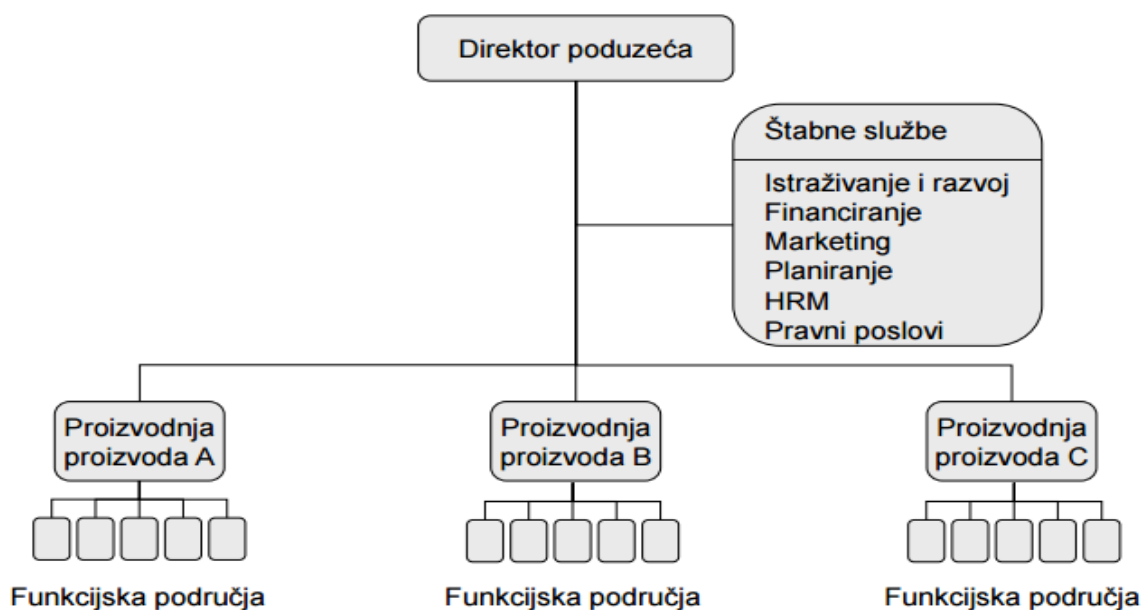 Direktor poduzeća
Štabne službe
Istraživanje i razvoj
Financiranje
Marketing
Planiranje
HRM
Pravni poslovi
Proizvodnja
proizvoda A
Proizvodnja
proizvoda B
Proizvodnja
proizvoda C
Funkcijska područja
Funkcijska područja
Funkcijska područja